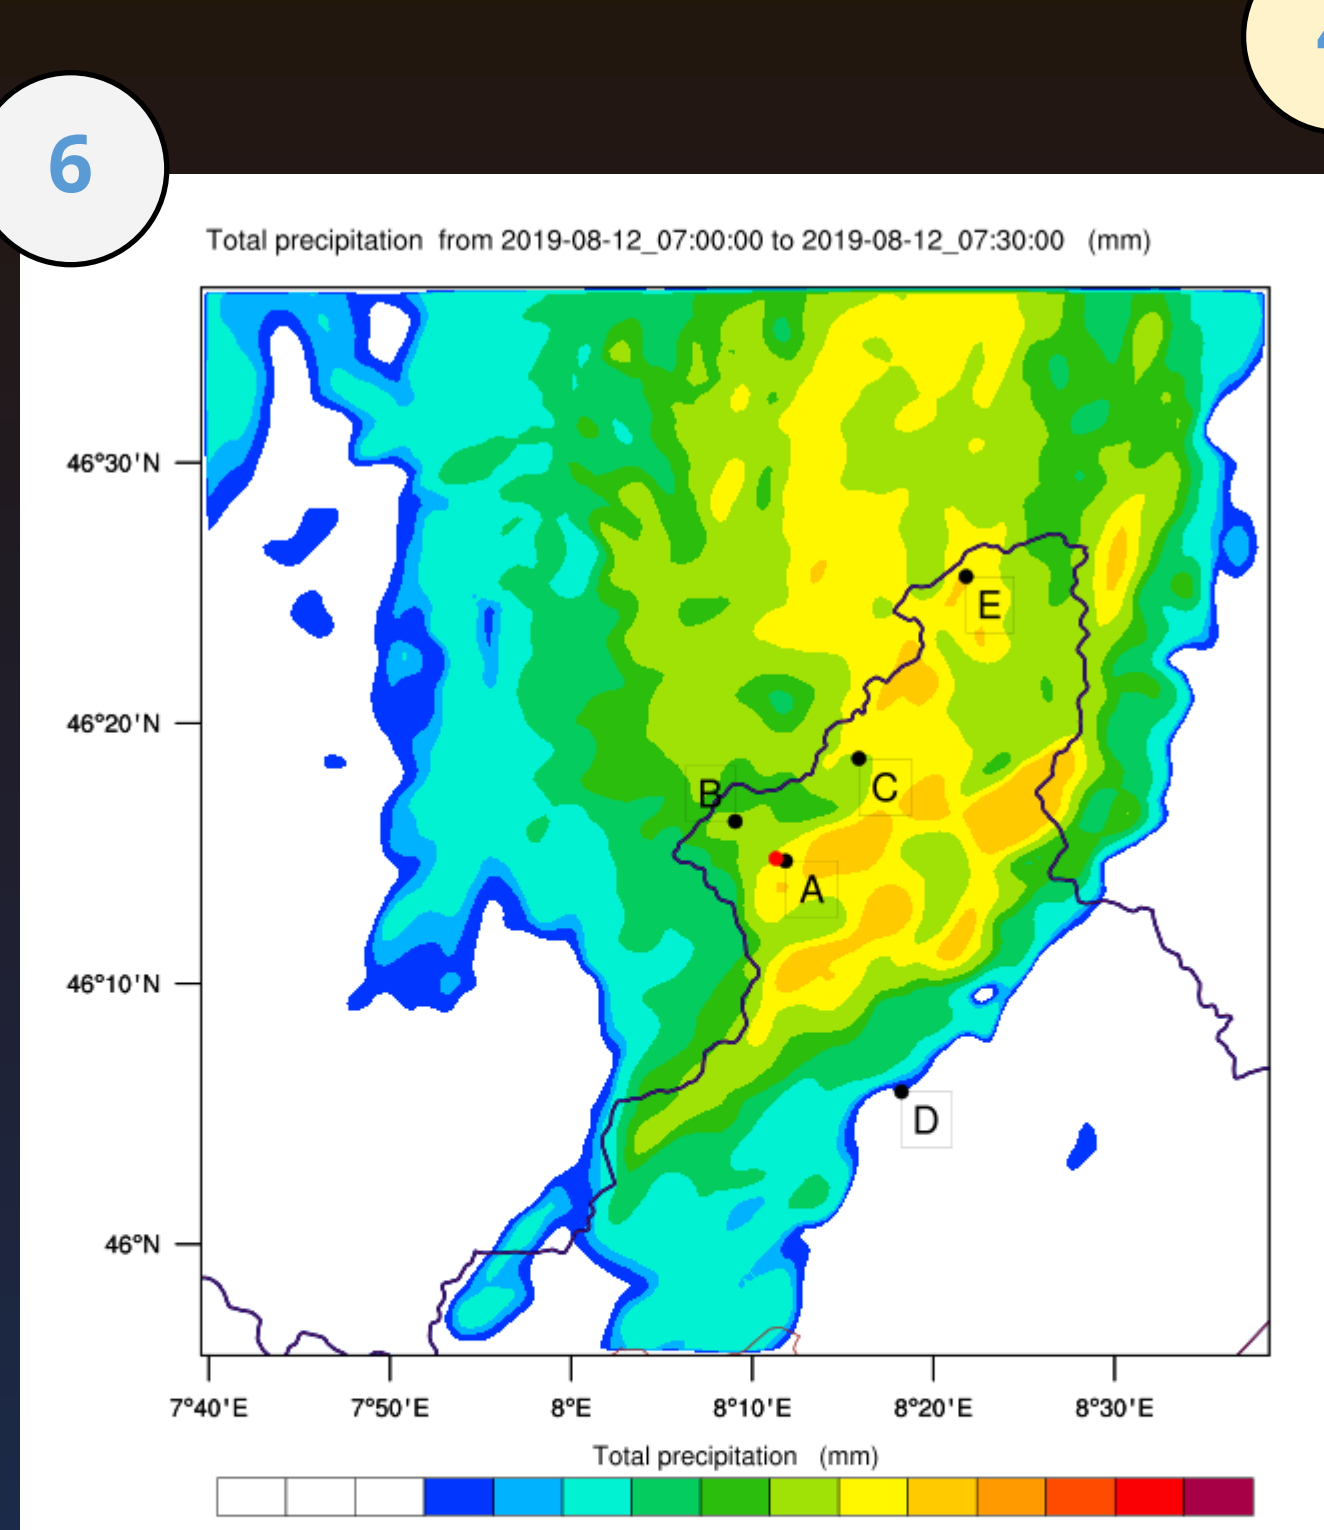 6
Total precipitation from 2019-08-12_07:00:00 to 2019-08-12_07:30:00 (mm)
46°30'N
46°20'N
46°10'N
46°N
E
C
B
A
D
7°40'E 7°50'E 8°E 8°10'E 8°20'E 8°30'E
Total precipitation (mm)